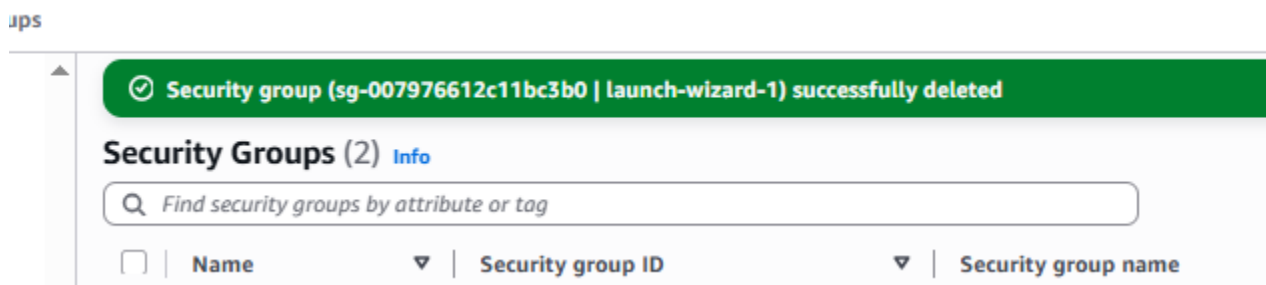 ups
Security group (sg-007976612c11bc3b0 | launch-wizard-1) successfully deleted
Security Groups (2) Info
Find security groups by attribute or tag
Name Security group ID Security group name